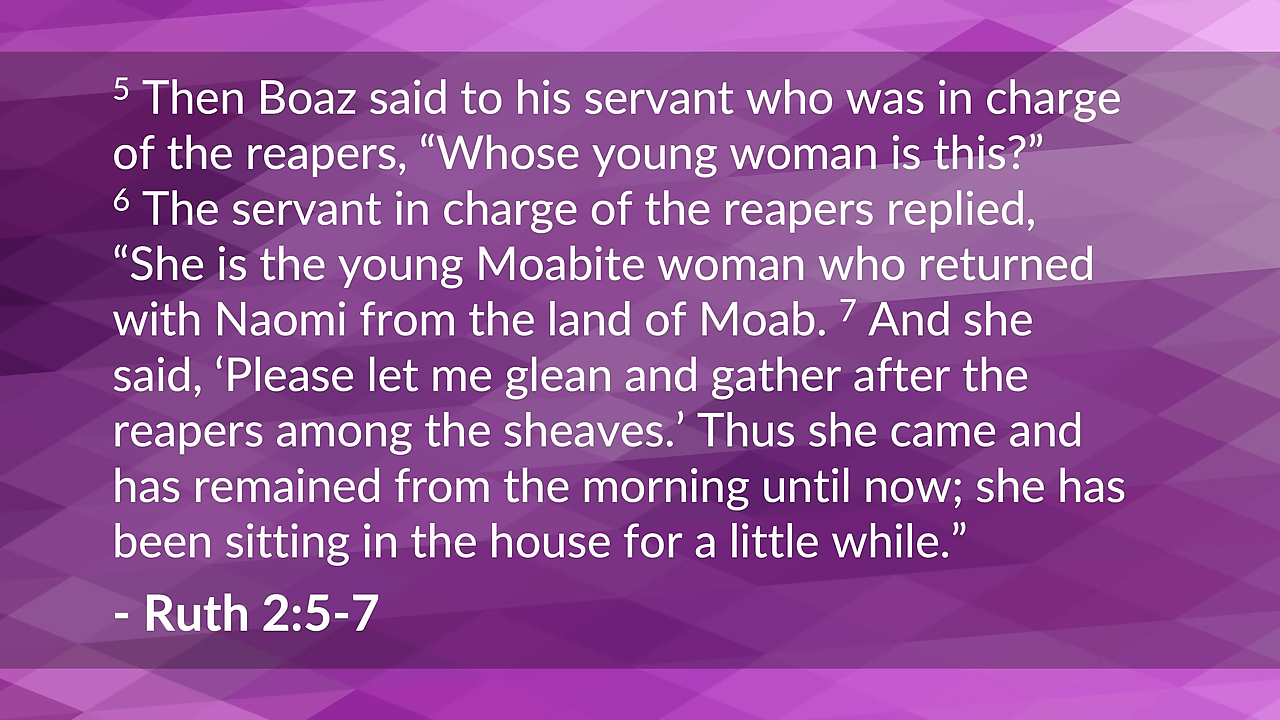 5 Then Boaz said to his servant who was in charge
of the reapers, “Whose young woman is this?”
6 The servant in charge of the reapers replied,
“She is the young Moabite woman who returned
with Naomi from the land of Moab. 7 And she
said, ‘Please let me glean and gather after the
reapers among the sheaves.’ Thus she came and
has remained from the morning until now; she has
been sitting in the house for a little while.”
- Ruth 2:5-7